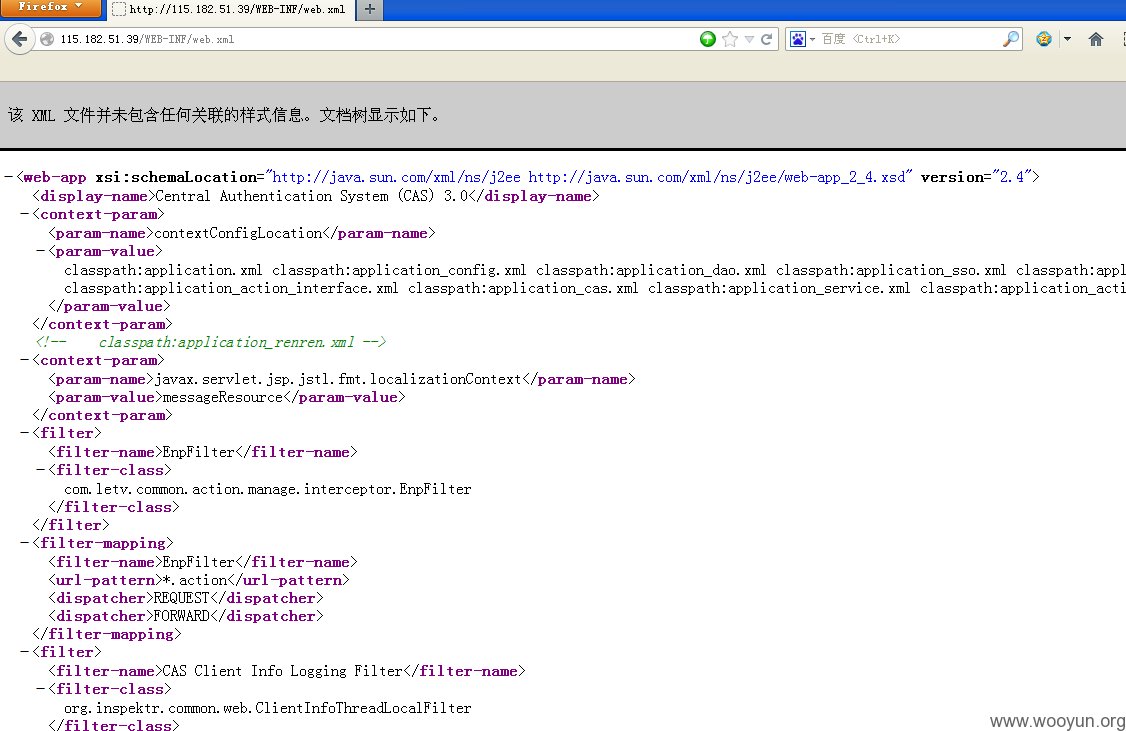 Firefox
http://115.182.51.39/WEB-INF/web.xml
115.182.51.39/WEB-INF/web.xml
百度 <Ctrl+K>
该 XML 文件并未包含任何关联的样式信息。文档树显示如下。
−<web-app xsi:schemaLocation="http://java.sun.com/xml/ns/j2ee http://java.sun.com/xml/ns/j2ee/web-app_2_4.xsd" version="2.4">
<display-name>Central Authentication System (CAS) 3.0</display-name>
−<context-param>
<param-name>contextConfigLocation</param-name>
−<param-value>
classpath:application.xml classpath:application_config.xml classpath:application_dao.xml classpath:application_sso.xml classpath:appl
classpath:application_action_interface.xml classpath:application_cas.xml classpath:application_service.xml classpath:application_acti
</param-value>
</context-param>
<!-- classpath:application_renren.xml -->
−<context-param>
<param-name>javax.servlet.jsp.jstl.fmt.localizationContext</param-name>
<param-value>messageResource</param-value>
</context-param>
−<filter>
<filter-name>EnpFilter</filter-name>
−<filter-class>
com.letv.common.action.manage.interceptor.EnpFilter
</filter-class>
</filter>
−<filter-mapping>
<filter-name>EnpFilter</filter-name>
<url-pattern>*.action</url-pattern>
<dispatcher>REQUEST</dispatcher>
<dispatcher>FORWARD</dispatcher>
</filter-mapping>
−<filter>
<filter-name>CAS Client Info Logging Filter</filter-name>
−<filter-class>
org.inspektr.common.web.ClientInfoThreadLocalFilter
</filter-class>
www.wooyun.org